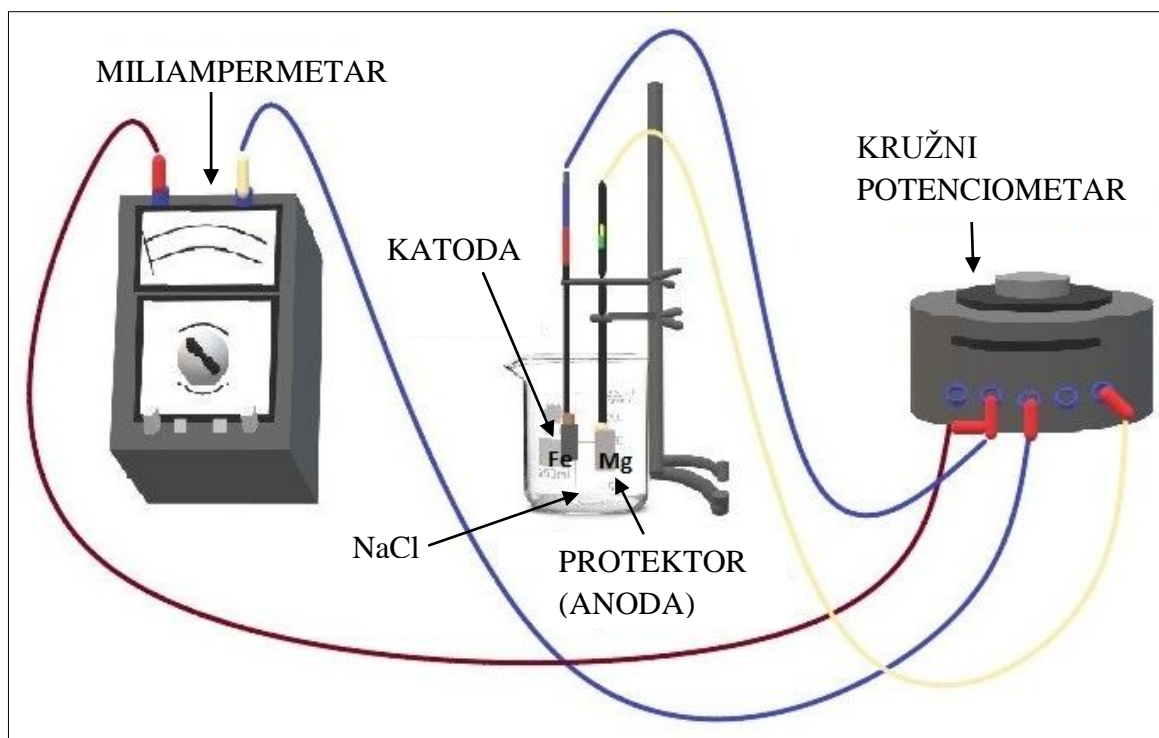 MILIAMPERMETAR
KRUŽNI
POTENCIOMETAR
KATODA
Fe
Mg
NaCl
PROTEKTOR
(ANODA)